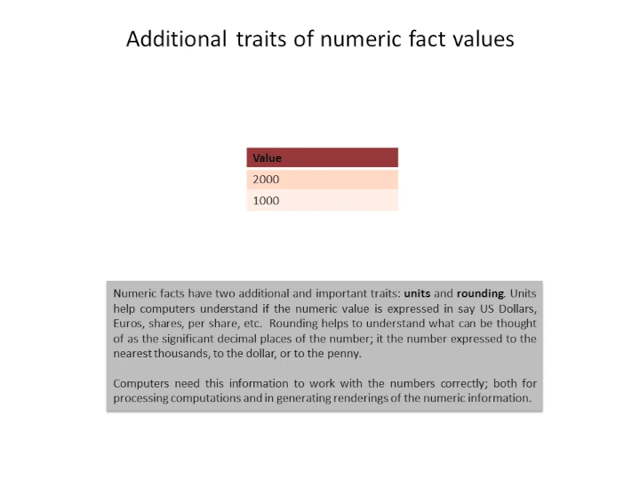 Additional traits of numeric fact values
Value
2000
1000
Numeric facts have two additional and important traits: units and rounding. Units
help computers understand if the numeric value is expressed in say US Dollars,
Euros, shares, per share, etc. Rounding helps to understand what can be thought
of as the significant decimal places of the number; it the number expressed to the
nearest thousands, to the dollar, or to the penny.
Computers need this information to work with the numbers correctly; both for
processing computations and in generating renderings of the numeric information.